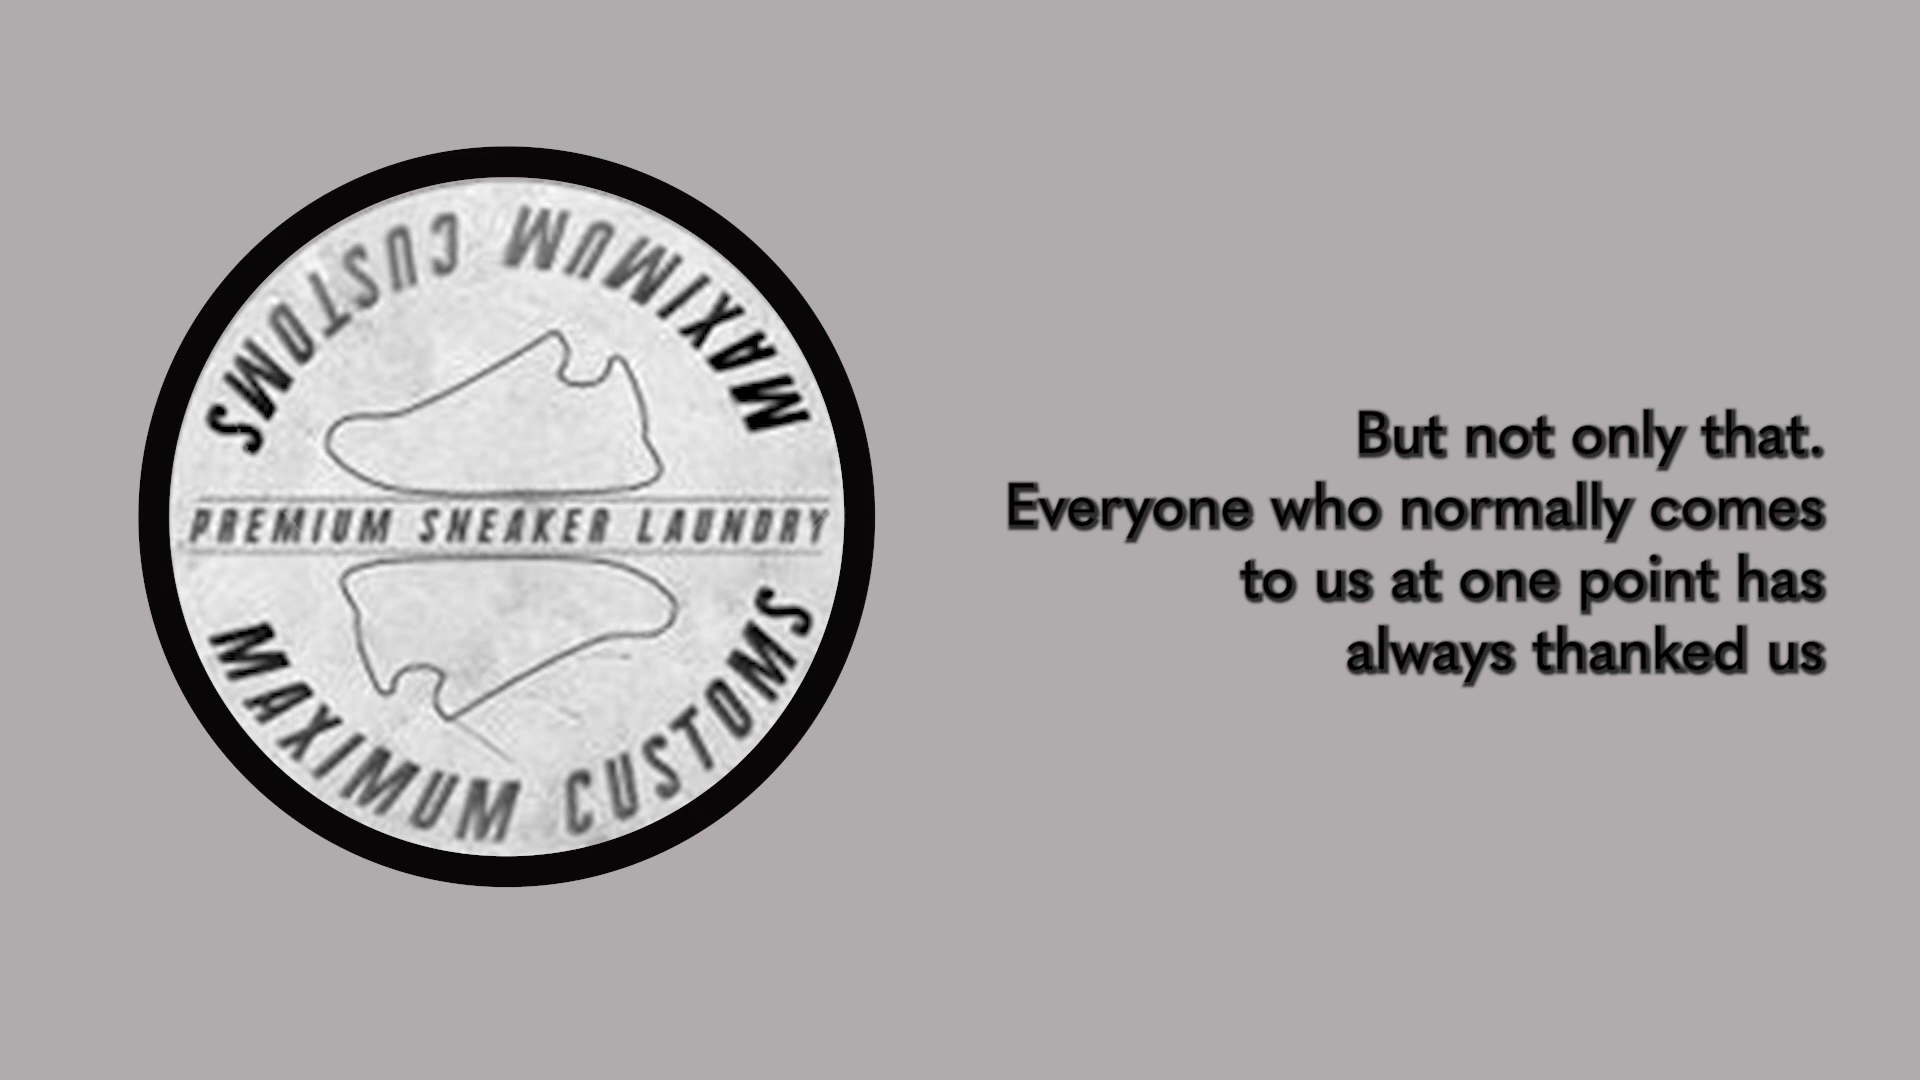 MAXIMUM CUSTOMS
PREMIUM SNEAKER LAUNDRY
MAXIMUM CUSTOMS
But not only that.
Everyone who normally comes
to us at one point has
always thanked us